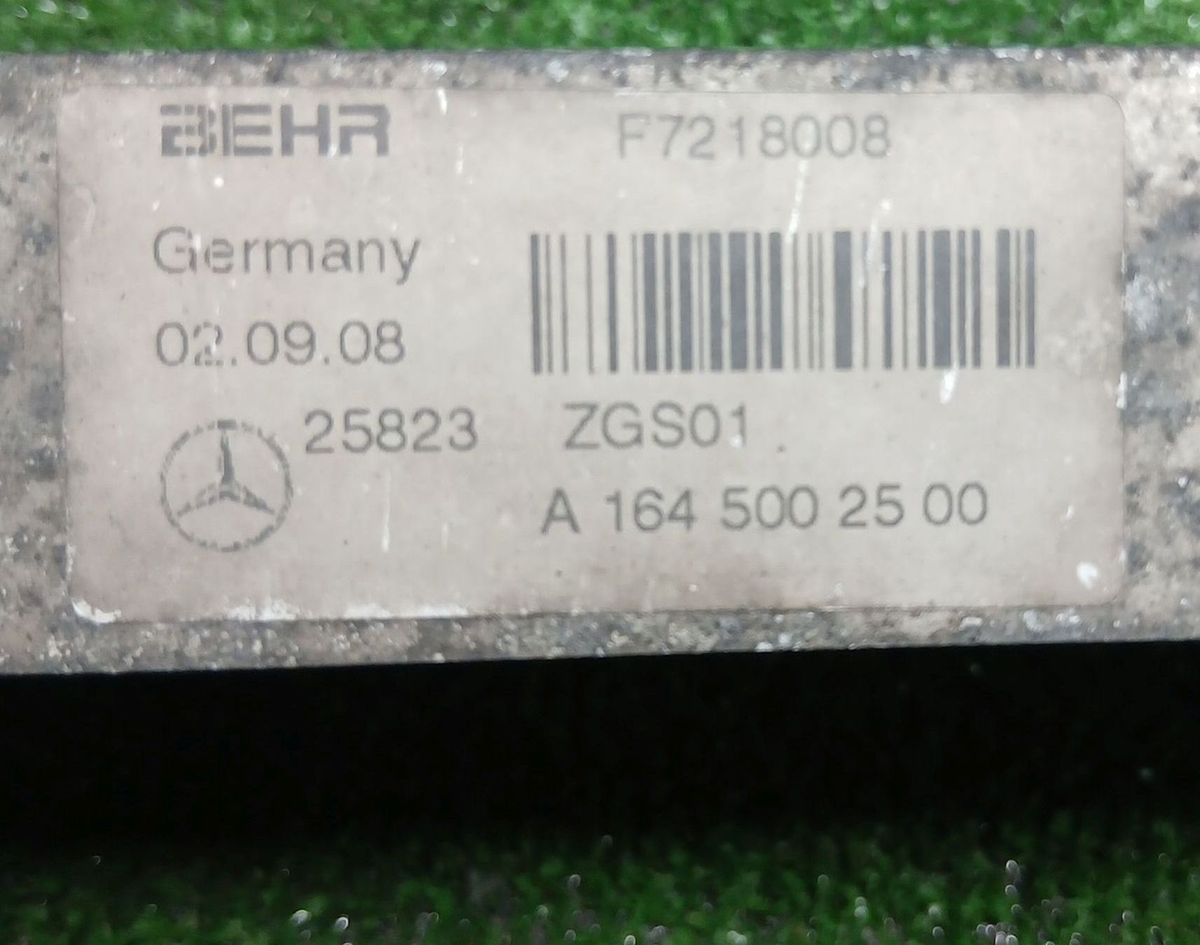 BEHR F7218008
Germany
02.09.08
25823 ZGS01
A 164 500 25 00